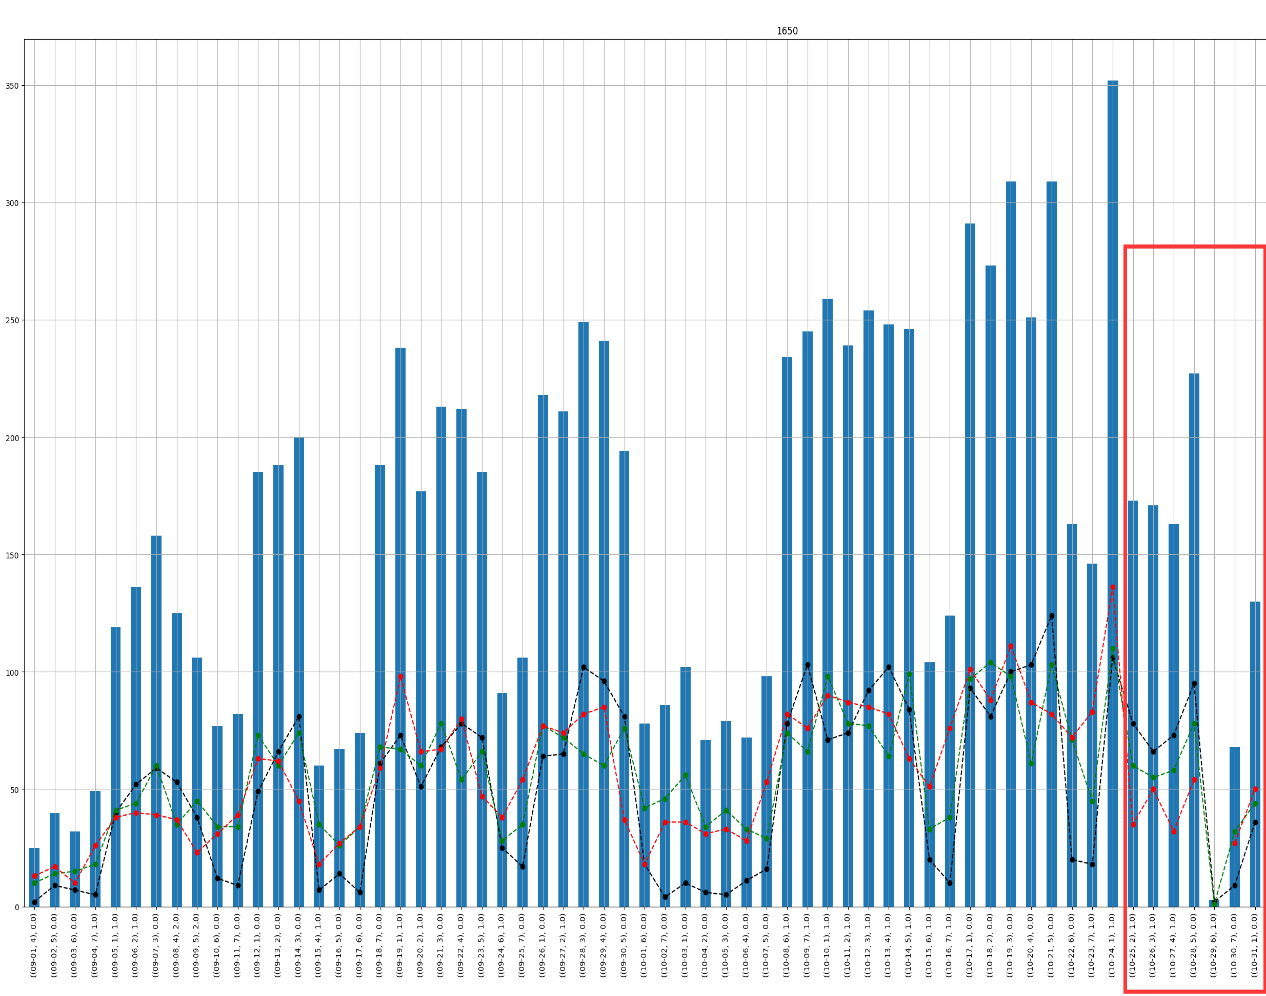 1650
350
300
250
200
150
100
50
0
((09-01, 4), 0.0)
((09-02, 5), 0.0)
((09-03, 6), 0.0)
((09-04, 7), 1.0)
((09-05, 1), 1.0)
((09-06, 2), 1.0)
((09-07, 3), 0.0)
((09-08, 4), 2.0)
((09-09, 5), 2.0)
((09-10, 6), 0.0)
((09-11, 7), 0.0)
((09-12, 1), 0.0)
((09-13, 2), 0.0)
((09-14, 3), 0.0)
((09-15, 4), 1.0)
((09-16, 5), 0.0)
((09-17, 6), 0.0)
((09-18, 7), 0.0)
((09-19, 1), 1.0)
((09-20, 2), 1.0)
((09-21, 3), 0.0)
((09-22, 4), 0.0)
((09-23, 5), 1.0)
((09-24, 6), 1.0)
((09-25, 7), 0.0)
((09-26, 1), 0.0)
((09-27, 2), 1.0)
((09-28, 3), 0.0)
((09-29, 4), 0.0)
((09-30, 5), 0.0)
((10-01, 6), 0.0)
((10-02, 7), 0.0)
((10-03, 1), 0.0)
((10-04, 2), 0.0)
((10-05, 3), 0.0)
((10-06, 4), 0.0)
((10-07, 5), 0.0)
((10-08, 6), 1.0)
((10-09, 7), 1.0)
((10-10, 1), 1.0)
((10-11, 2), 1.0)
((10-12, 3), 1.0)
((10-13, 4), 1.0)
((10-14, 5), 1.0)
((10-15, 6), 1.0)
((10-16, 7), 1.0)
((10-17, 1), 0.0)
((10-18, 2), 0.0)
((10-19, 3), 0.0)
((10-20, 4), 0.0)
((10-21, 5), 0.0)
((10-22, 6), 0.0)
((10-23, 7), 1.0)
((10-24, 1), 1.0)
((10-25, 2), 1.0)
((10-26, 3), 1.0)
((10-27, 4), 1.0)
((10-28, 5), 0.0)
((10-29, 6), 1.0)
((10-30, 7), 0.0)
((10-31, 1), 0.0)